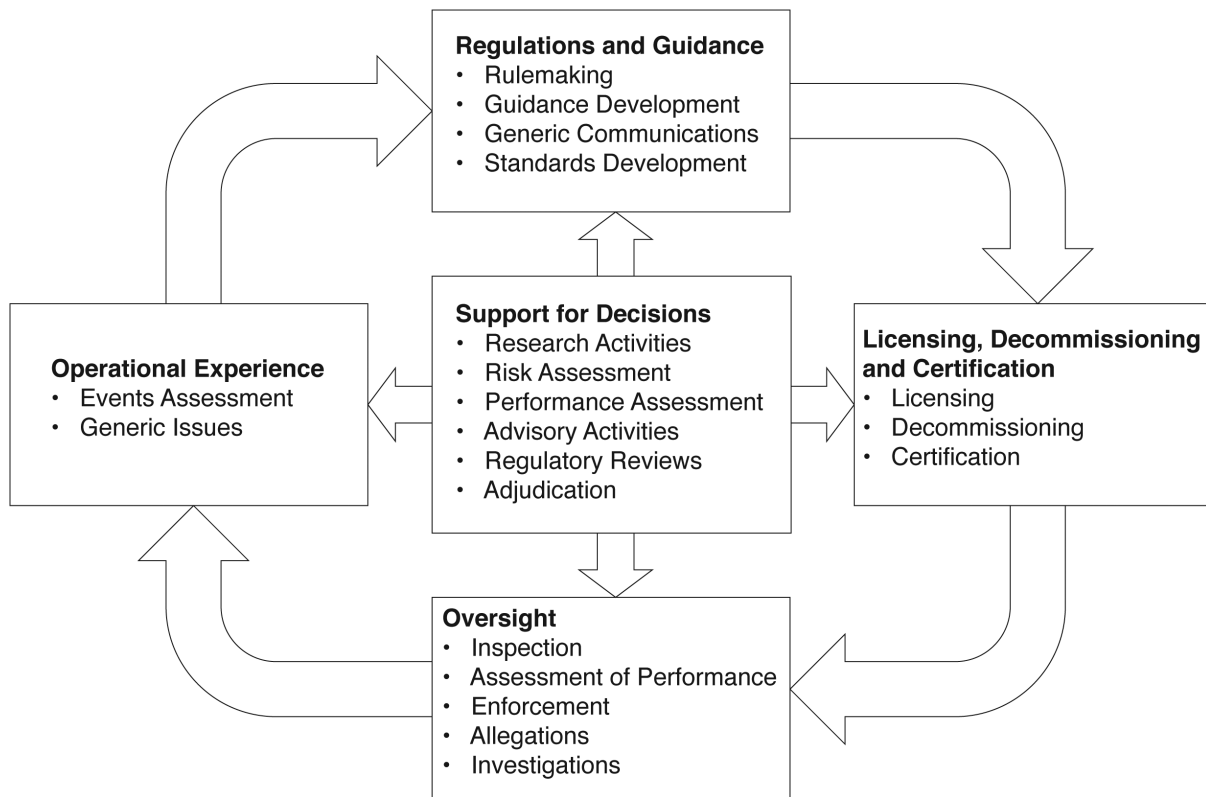 Regulations and Guidance
• Rulemaking
• Guidance Development
• Generic Communications
• Standards Development
Operational Experience
• Events Assessment
• Generic Issues
Support for Decisions
• Research Activities
• Risk Assessment
• Performance Assessment
• Advisory Activities
• Regulatory Reviews
• Adjudication
Licensing, Decommissioning
and Certification
• Licensing
• Decommissioning
• Certification
Oversight
• Inspection
• Assessment of Performance
• Enforcement
• Allegations
• Investigations